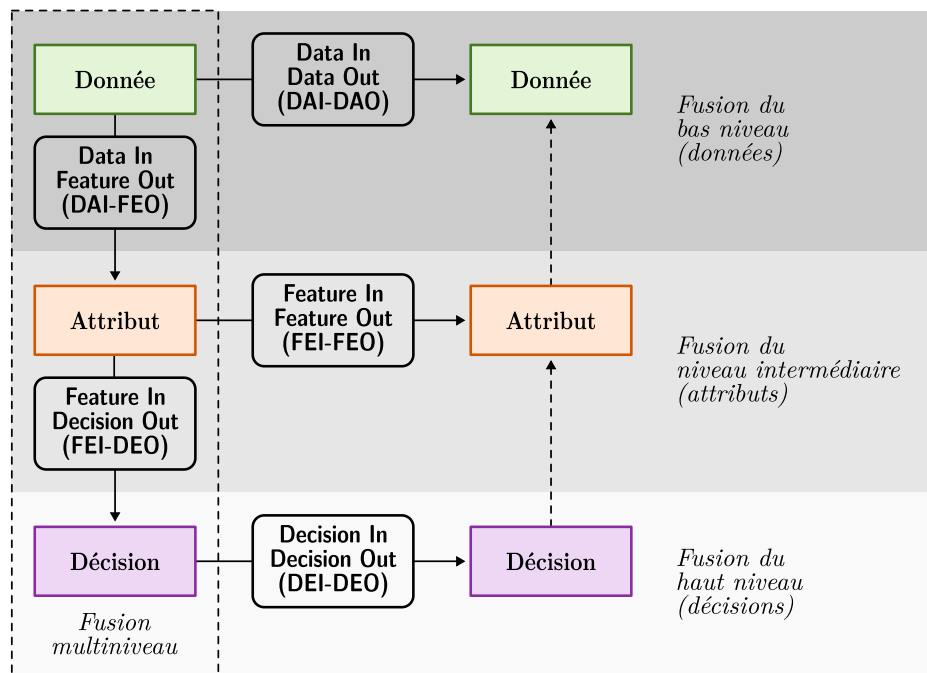 Donnée
Data In
Data Out
(DAI-DAO)
Donnée
Fusion du
bas niveau
(données)
Data In
Feature Out
(DAI-FEO)
Attribut
Feature In
Feature Out
(FEI-FEO)
Attribut
Fusion du
niveau intermédiaire
(attributs)
Feature In
Decision Out
(FEI-DEO)
Décision
Decision In
Decision Out
(DEI-DEO)
Décision
Fusion du
haut niveau
(décisions)
Fusion
multiniveau